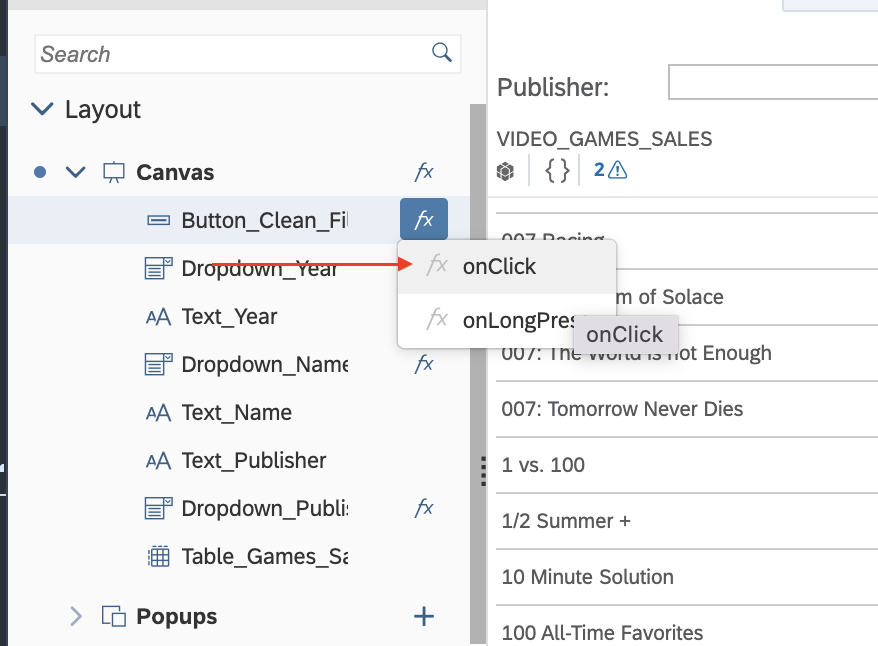 Search
Layout
Canvas
fx
Button_Clean_Fil
fx
Dropdown_Year
fx onClick
fx onLongPres
onClick
Text_Year
Dropdown_Name
fx
Text_Name
Text_Publisher
Dropdown_Publis
fx
Table_Games_Sa
Popups
+
Publisher:
VIDEO_GAMES_SALES
{} 2
007 Racing
m of Solace
007: The World is not Enough
007: Tomorrow Never Dies
1 vs. 100
1/2 Summer +
10 Minute Solution
100 All-Time Favorites